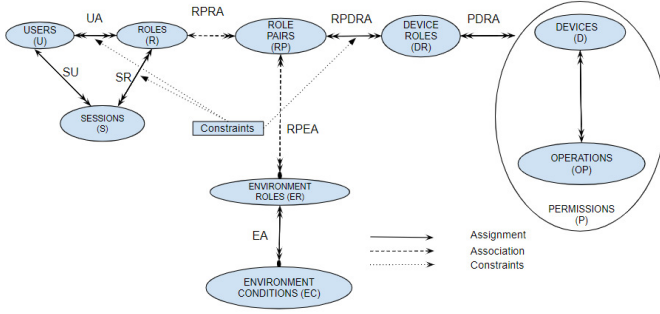 UA
RPRA
RPDRA
PDRA
USERS
(U)
ROLES
(R)
ROLE
PAIRS
(RP)
DEVICE
ROLES
(DR)
DEVICES
(D)
SU
SR
SESSIONS
(S)
Constraints
RPEA
OPERATIONS
(OP)
ENVIRONMENT
ROLES (ER)
PERMISSIONS
(P)
EA
Assignment
Association
Constraints
ENVIRONMENT
CONDITIONS (EC)